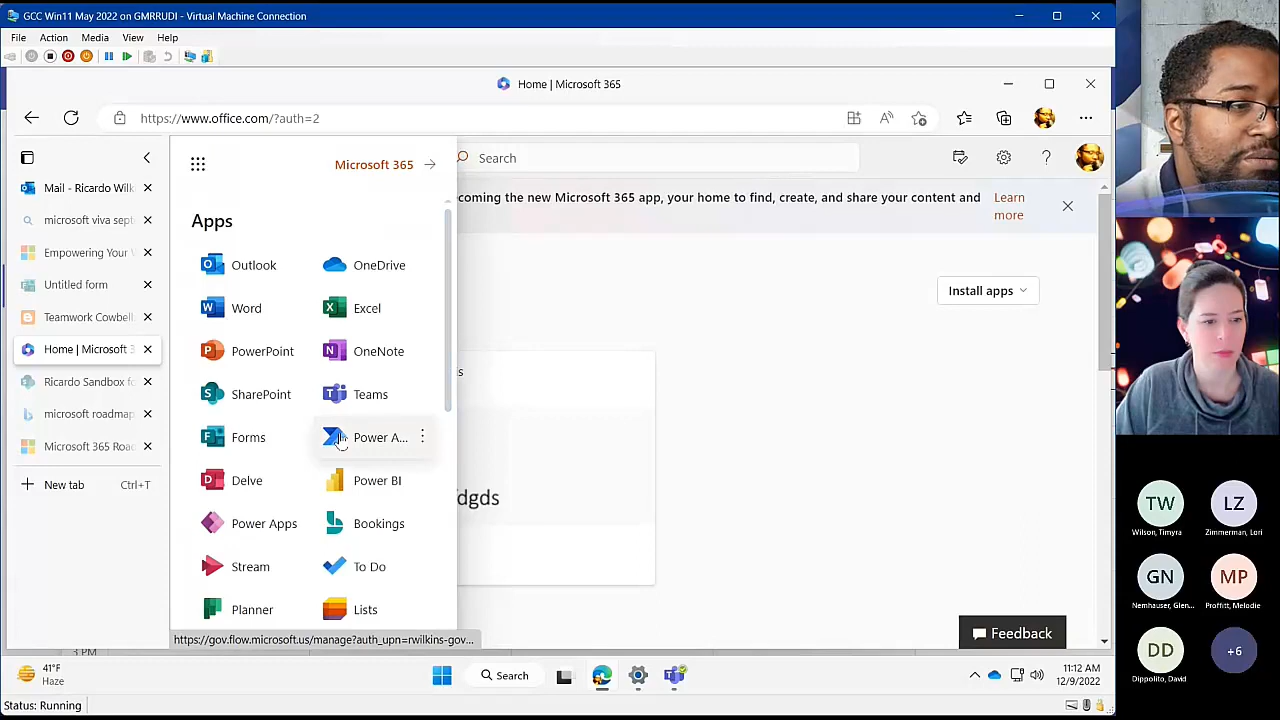 GCC Win11 May 2022 on GMRRUDI - Virtual Machine Connection
File Action Media View Help
Home | Microsoft 365
https://www.office.com/?auth=2
Mail - Ricardo Wilk
microsoft viva sept
Empowering Your V
Untitled form
Teamwork Cowbell
Home | Microsoft 3
Ricardo Sandbox fo
microsoft roadmap
Microsoft 365 Road
New tab Ctrl+T
Microsoft 365
Search
coming the new Microsoft 365 app, your home to find, create, and share your content and
Learn more
Apps
Outlook OneDrive
Word Excel
PowerPoint OneNote
SharePoint Teams
Forms Power A...
Delve Power BI
Power Apps Bookings
Stream To Do
Planner Lists
Install apps
s
dgds
Feedback
https://gov.flow.microsoft.us/manage?auth_upn=rwilkins-gov...
3 PM
41°F
Haze
Search
11:12 AM
12/9/2022
Status: Running
TW LZ
Wilson, Timyra Zimmerman, Lori
GN MP
Nemhauser, Glen... Proffitt, Melodie
DD +6
Dippolito, David